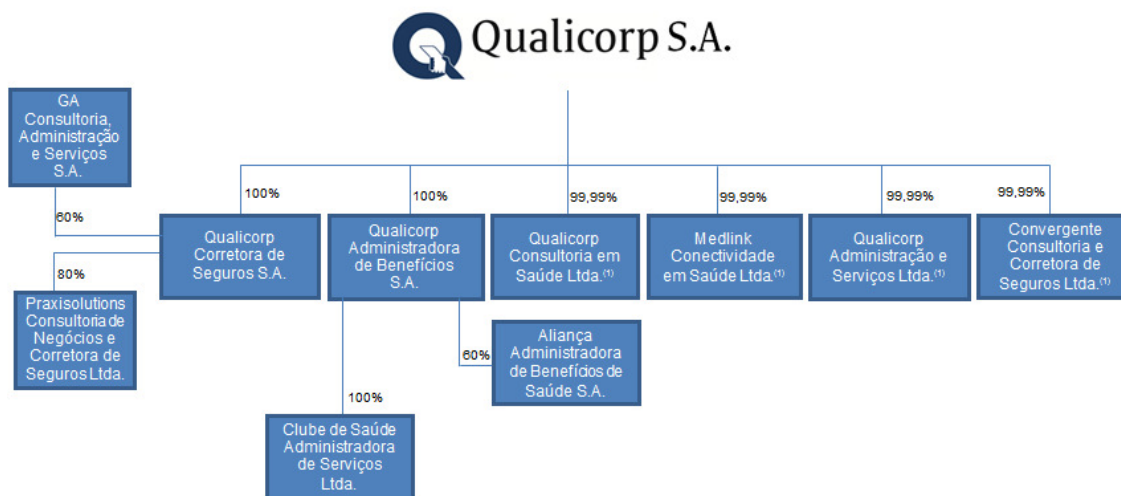 Qualicorp S.A.
GA
Consultoria,
Administração
e Serviços
S.A.
60%
100%
100%
99,99%
99,99%
99,99%
99,99%
Qualicorp
Corretora de
Seguros S.A.
Qualicorp
Administradora
de Benefícios
S.A.
Qualicorp
Consultoria em
Saúde Ltda.(1)
Medlink
Conectividade
em Saúde Ltda.(1)
Qualicorp
Administração e
Serviços Ltda.(1)
Convergente
Consultoria e
Corretora de
Seguros Ltda.(1)
80%
Praxisolutions
Consultoria de
Negócios e
Corretora de
Seguros Ltda.
60%
Aliança
Administradora
de Benefícios de
Saúde S.A.
100%
Clube de Saúde
Administradora
de Serviços
Ltda.